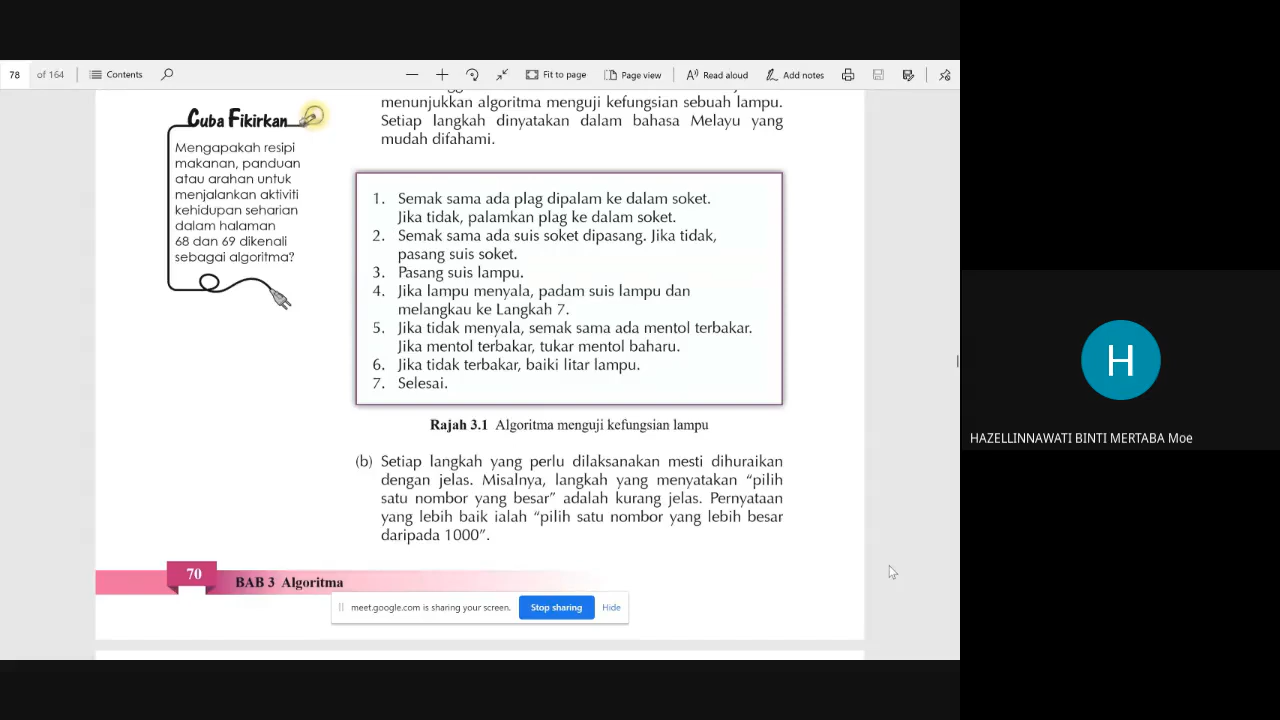 78 of 164 Contents Fit to page Page view Read aloud Add notes
menunjukkan algoritma menguji kefungsian sebuah lampu.
Setiap langkah dinyatakan dalam bahasa Melayu yang
mudah difahami.
Cuba Fikirkan
Mengapakah resipi
makanan, panduan
atau arahan untuk
menjalankan aktiviti
kehidupan seharian
dalam halaman
68 dan 69 dikenali
sebagai algoritma?
1. Semak sama ada plag dipalam ke dalam soket.
Jika tidak, palamkan plag ke dalam soket.
2. Semak sama ada suis soket dipasang. Jika tidak,
pasang suis soket.
3. Pasang suis lampu.
4. Jika lampu menyala, padam suis lampu dan
melangkau ke Langkah 7.
5. Jika tidak menyala, semak sama ada mentol terbakar.
Jika mentol terbakar, tukar mentol baharu.
6. Jika tidak terbakar, baiki litar lampu.
7. Selesai.
Rajah 3.1 Algoritma menguji kefungsian lampu
(b) Setiap langkah yang perlu dilaksanakan mesti dihuraikan
dengan jelas. Misalnya, langkah yang menyatakan “pilih
satu nombor yang besar” adalah kurang jelas. Pernyataan
yang lebih baik ialah “pilih satu nombor yang lebih besar
daripada 1000”.
70 BAB 3 Algoritma
meet.google.com is sharing your screen. Stop sharing Hide
H
HAZELLINNAWATI BINTI MERTABA Moe